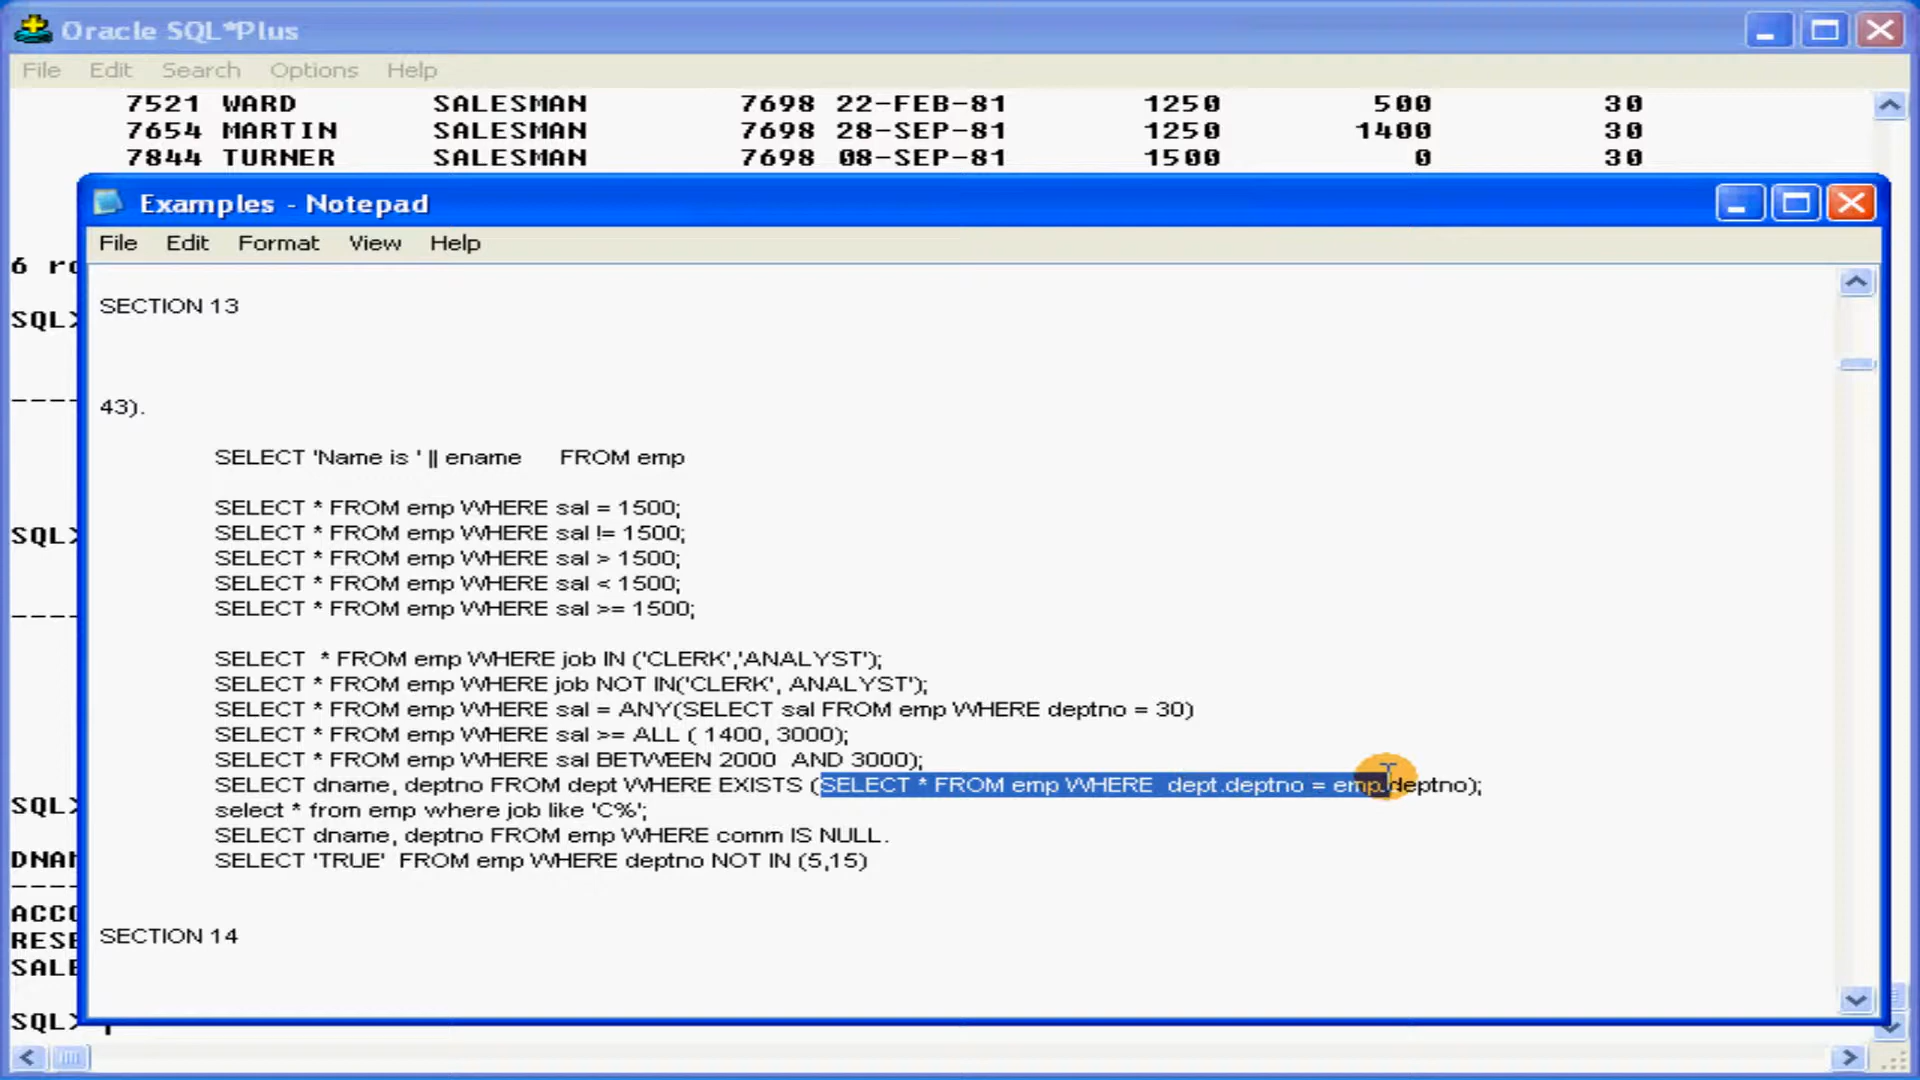 Oracle SQL*Plus
File Edit Search Options Help
7521 WARD SALESMAN 7698 22-FEB-81 1250 500 30
7654 MARTIN SALESMAN 7698 28-SEP-81 1250 1400 30
7844 TURNER SALESMAN 7698 08-SEP-81 1500 0 30
Examples - Notepad
File Edit Format View Help
6 ro
SECTION 13
SQL>
-----
43).
SELECT 'Name is ' || ename FROM emp
SELECT * FROM emp WHERE sal = 1500;
SELECT * FROM emp WHERE sal != 1500;
SQL>
SELECT * FROM emp WHERE sal > 1500;
SELECT * FROM emp WHERE sal < 1500;
SELECT * FROM emp WHERE sal >= 1500;
-----
SELECT * FROM emp WHERE job IN ('CLERK','ANALYST');
SELECT * FROM emp WHERE job NOT IN('CLERK', ANALYST');
SELECT * FROM emp WHERE sal = ANY(SELECT sal FROM emp WHERE deptno = 30)
SELECT * FROM emp WHERE sal >= ALL ( 1400, 3000);
SELECT * FROM emp WHERE sal BETWEEN 2000 AND 3000);
SELECT dname, deptno FROM dept WHERE EXISTS (SELECT * FROM emp WHERE dept.deptno = emp.deptno);
SQL>
select * from emp where job like 'C%';
SELECT dname, deptno FROM emp WHERE comm IS NULL.
SELECT 'TRUE' FROM emp WHERE deptno NOT IN (5,15)
DNAM
-----
ACCO
SECTION 14
RESE
SALE
SQL>